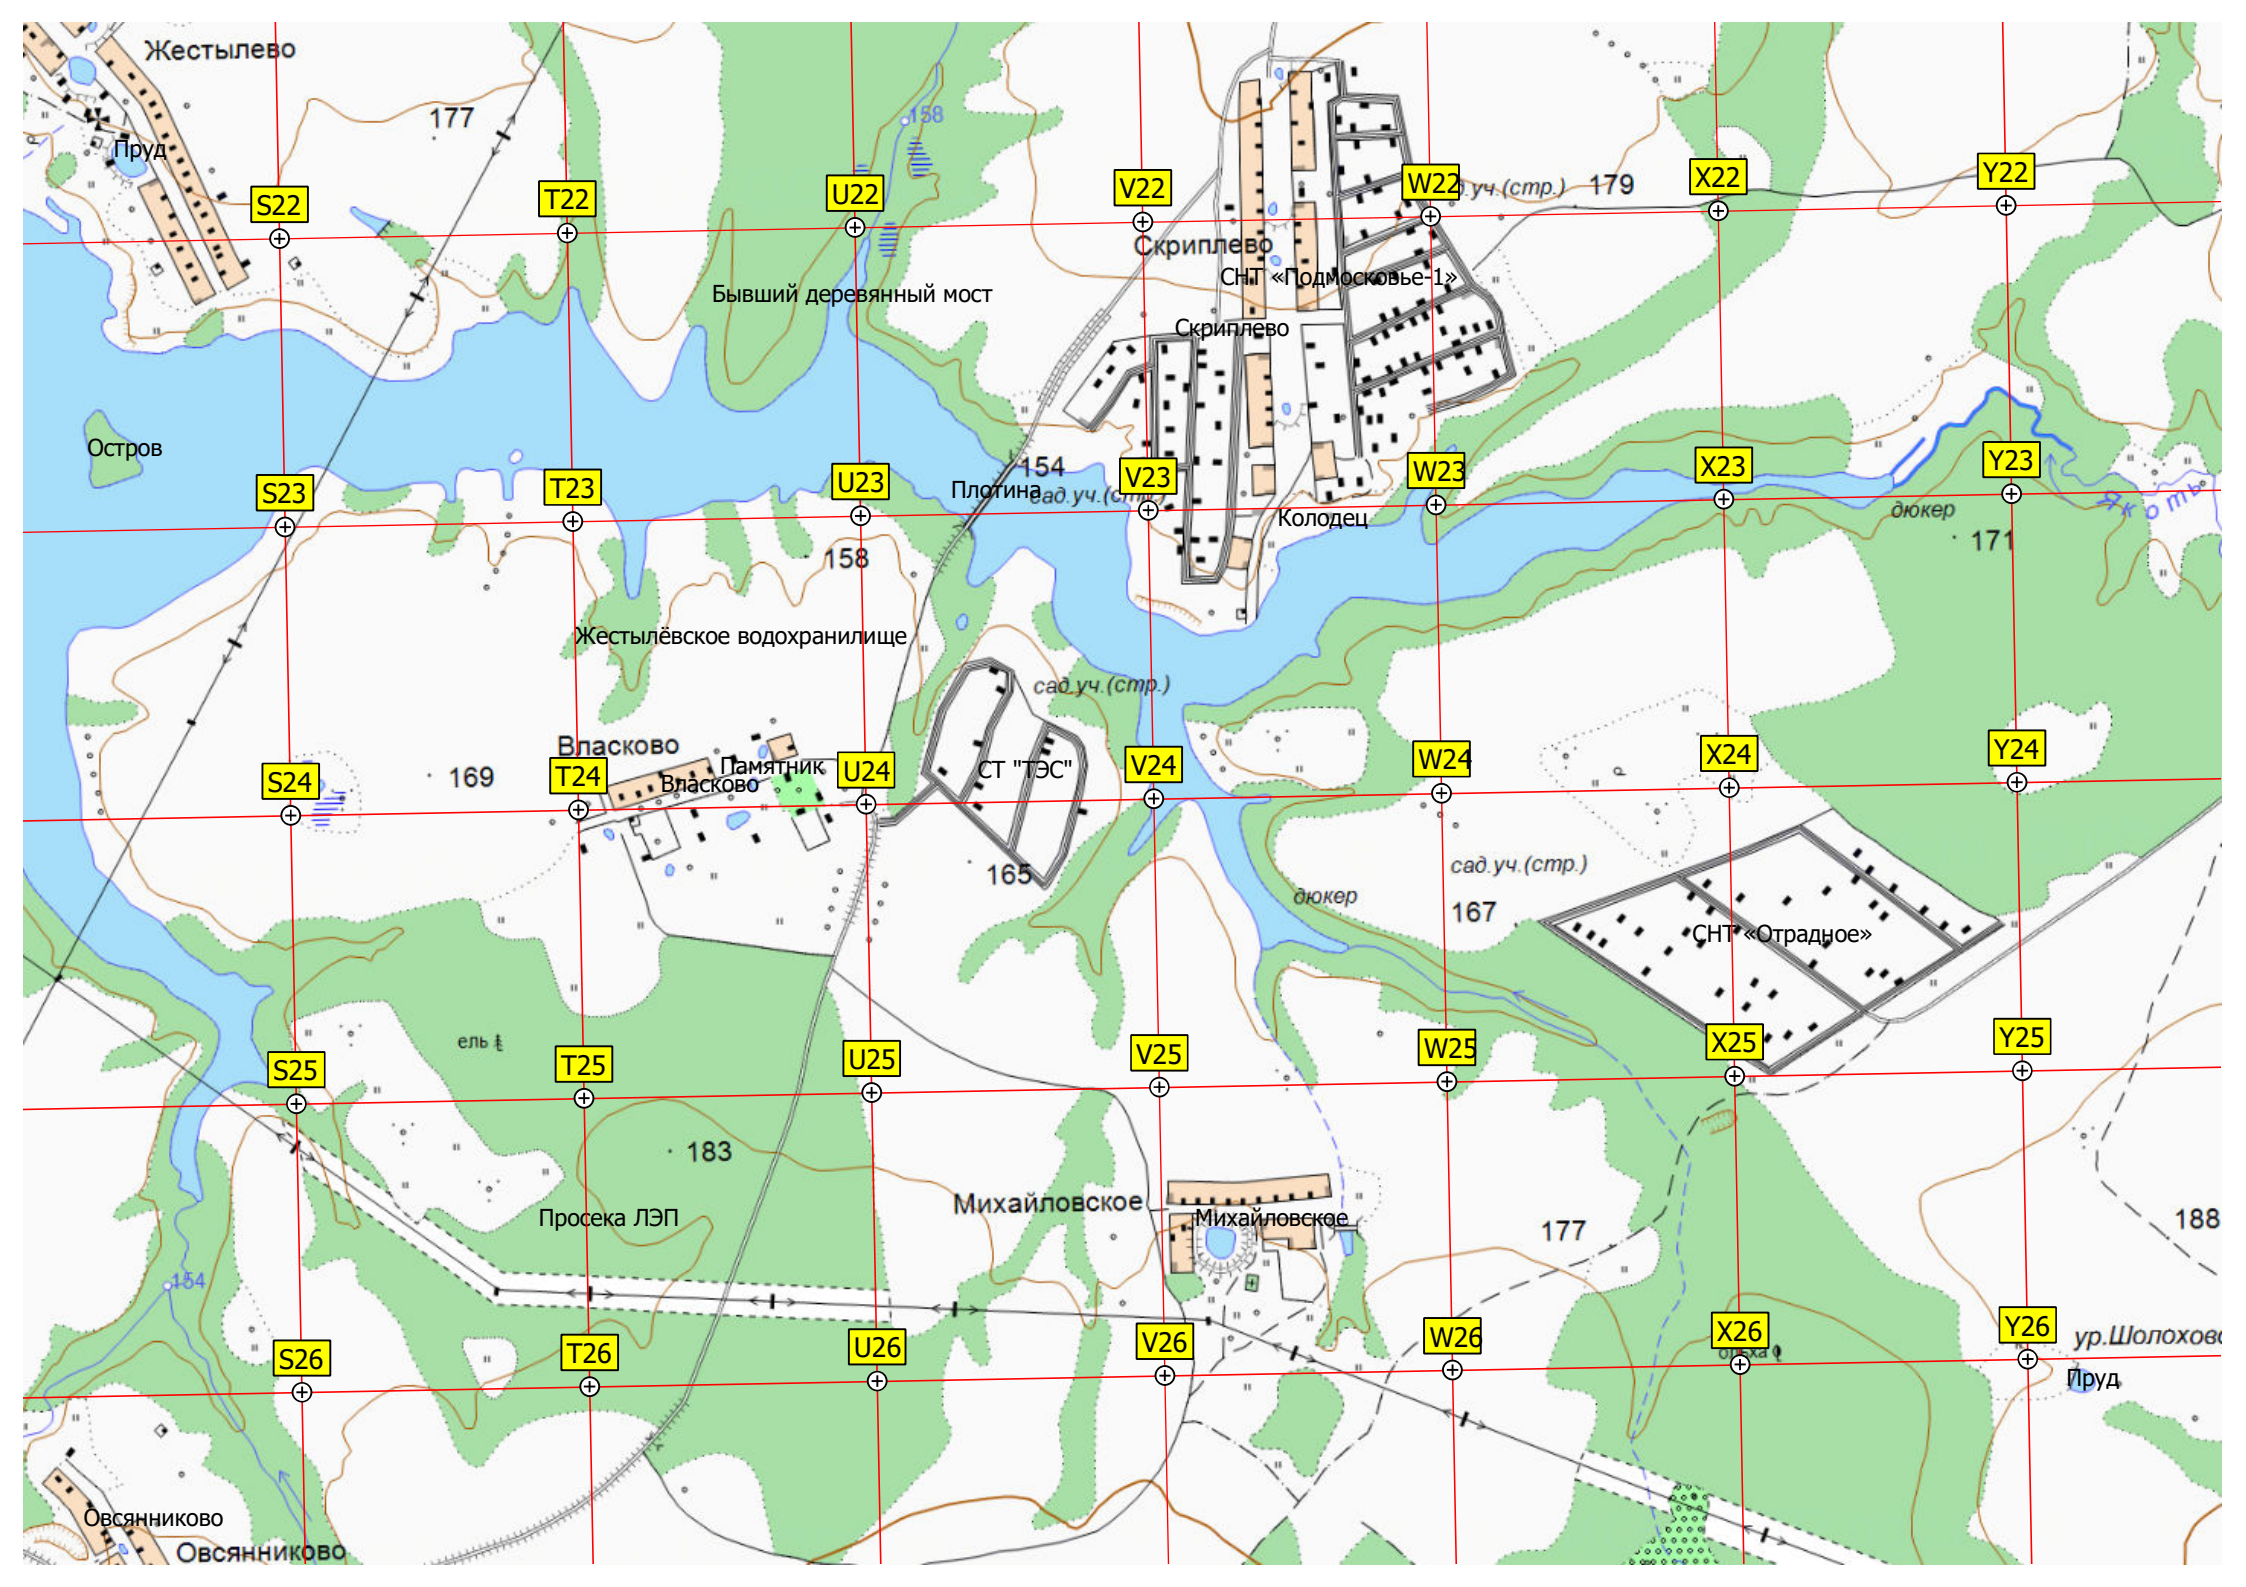 Жестылево
177
158
Пруд
S22
T22
U22
V22
W22
д.уч.(стр.)
179
X22
Y22
Скриплево
СНТ «Подмосковье-1»
Бывший деревянный мост
Скриплево
Остров
154
S23
T23
U23
Плотина
сад.уч.(стр.)
V23
W23
X23
Y23
Якоть
Колодец
дюкер
171
158
Жестылёвское водохранилище
сад.уч.(стр.)
Власково
Памятник
Власково
СТ "ТЭС"
169
S24
T24
U24
V24
W24
X24
Y24
165
сад.уч.(стр.)
дюкер
167
СНТ «Отрадное»
ель
S25
T25
U25
V25
W25
X25
Y25
183
Михайловское
Михайловское
Просека ЛЭП
177
188
154
S26
T26
U26
V26
W26
X26
ольха
Y26
ур.Шолохово
Пруд
Овсянниково
Овсянниково